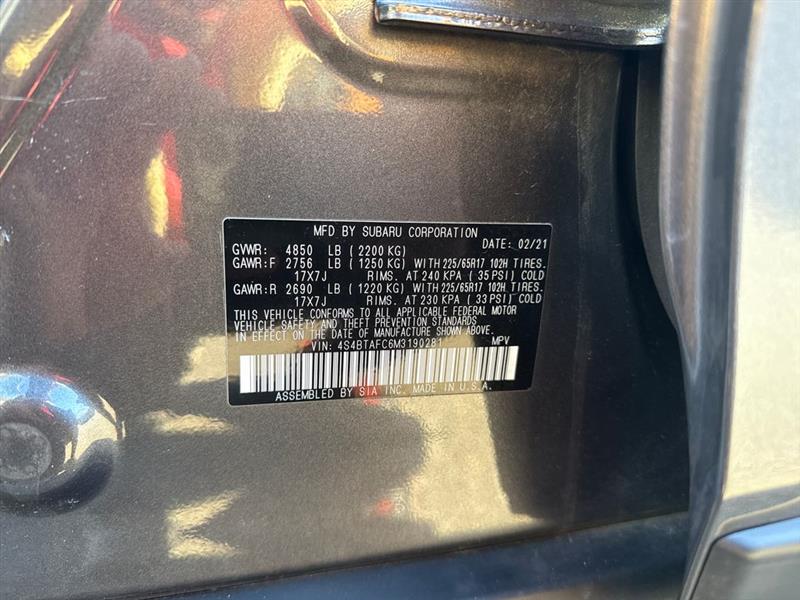 MFD BY SUBARU CORPORATION
GVWR: 4850 LB ( 2200 KG) DATE: 02/21
GAWR:F 2756 LB ( 1250 KG) WITH 225/65R17 102H TIRES.
17X7J RIMS. AT 240 KPA ( 35 PSI) COLD
GAWR:R 2690 LB ( 1220 KG) WITH 225/65R17 102H TIRES.
17X7J RIMS. AT 230 KPA ( 33 PSI) COLD
THIS VEHICLE CONFORMS TO ALL APPLICABLE FEDERAL MOTOR
VEHICLE SAFETY AND THEFT PREVENTION STANDARDS
IN EFFECT ON THE DATE OF MANUFACTURE SHOWN ABOVE.
VIN: 4S4BTAFC6M3190281 MPV
ASSEMBLED BY SIA INC. MADE IN U.S.A.